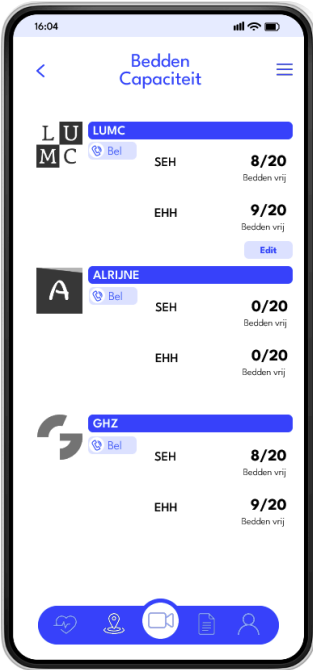 16:04
Bedden
Capaciteit
LU
MC
LUMC
Bel
SEH
8/20
Bedden vrij
EHH
9/20
Bedden vrij
Edit
A
ALRIJNE
Bel
SEH
0/20
Bedden vrij
EHH
0/20
Bedden vrij
GHZ
Bel
SEH
8/20
Bedden vrij
EHH
9/20
Bedden vrij